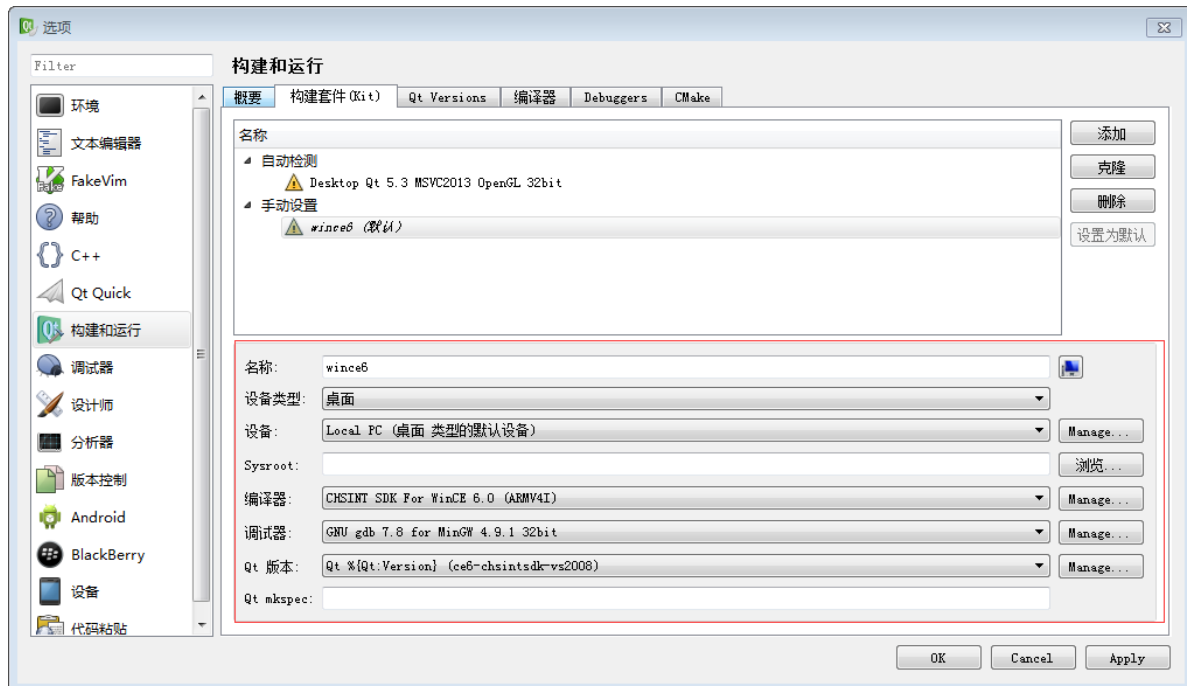 选项
Filter
环境
文本编辑器
FakeVim
帮助
C++
Qt Quick
构建和运行
调试器
设计师
分析器
版本控制
Android
BlackBerry
设备
代码粘贴
构建和运行
概要 构建套件(Kit) Qt Versions 编译器 Debuggers CMake
名称
自动检测
Desktop Qt 5.3 MSVC2013 OpenGL 32bit
手动设置
wince6 (默认)
添加
克隆
删除
设置为默认
名称: wince6
设备类型: 桌面
设备: Local PC (桌面 类型的默认设备) Manage...
Sysroot: 浏览...
编译器: CHSINT SDK For WinCE 6.0 (ARMV4I) Manage...
调试器: GNU gdb 7.8 for MinGW 4.9.1 32bit Manage...
Qt 版本: Qt %{Qt:Version} (ce6-chsintsdk-vs2008) Manage...
Qt mkspec:
OK Cancel Apply